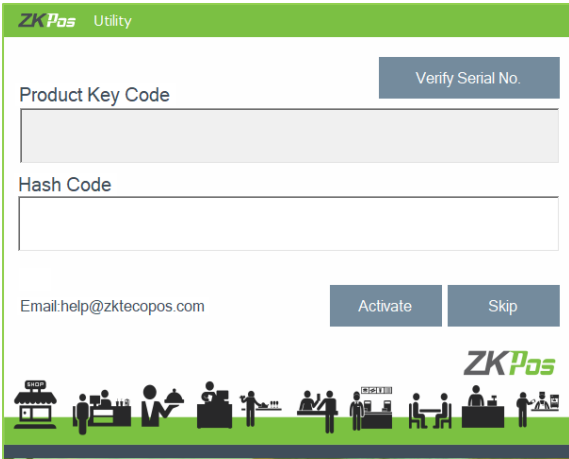 ZKPos Utility
Verify Serial No.
Product Key Code
Hash Code
Email:help@zktecopos.com
Activate
Skip
ZKPos
SHOP